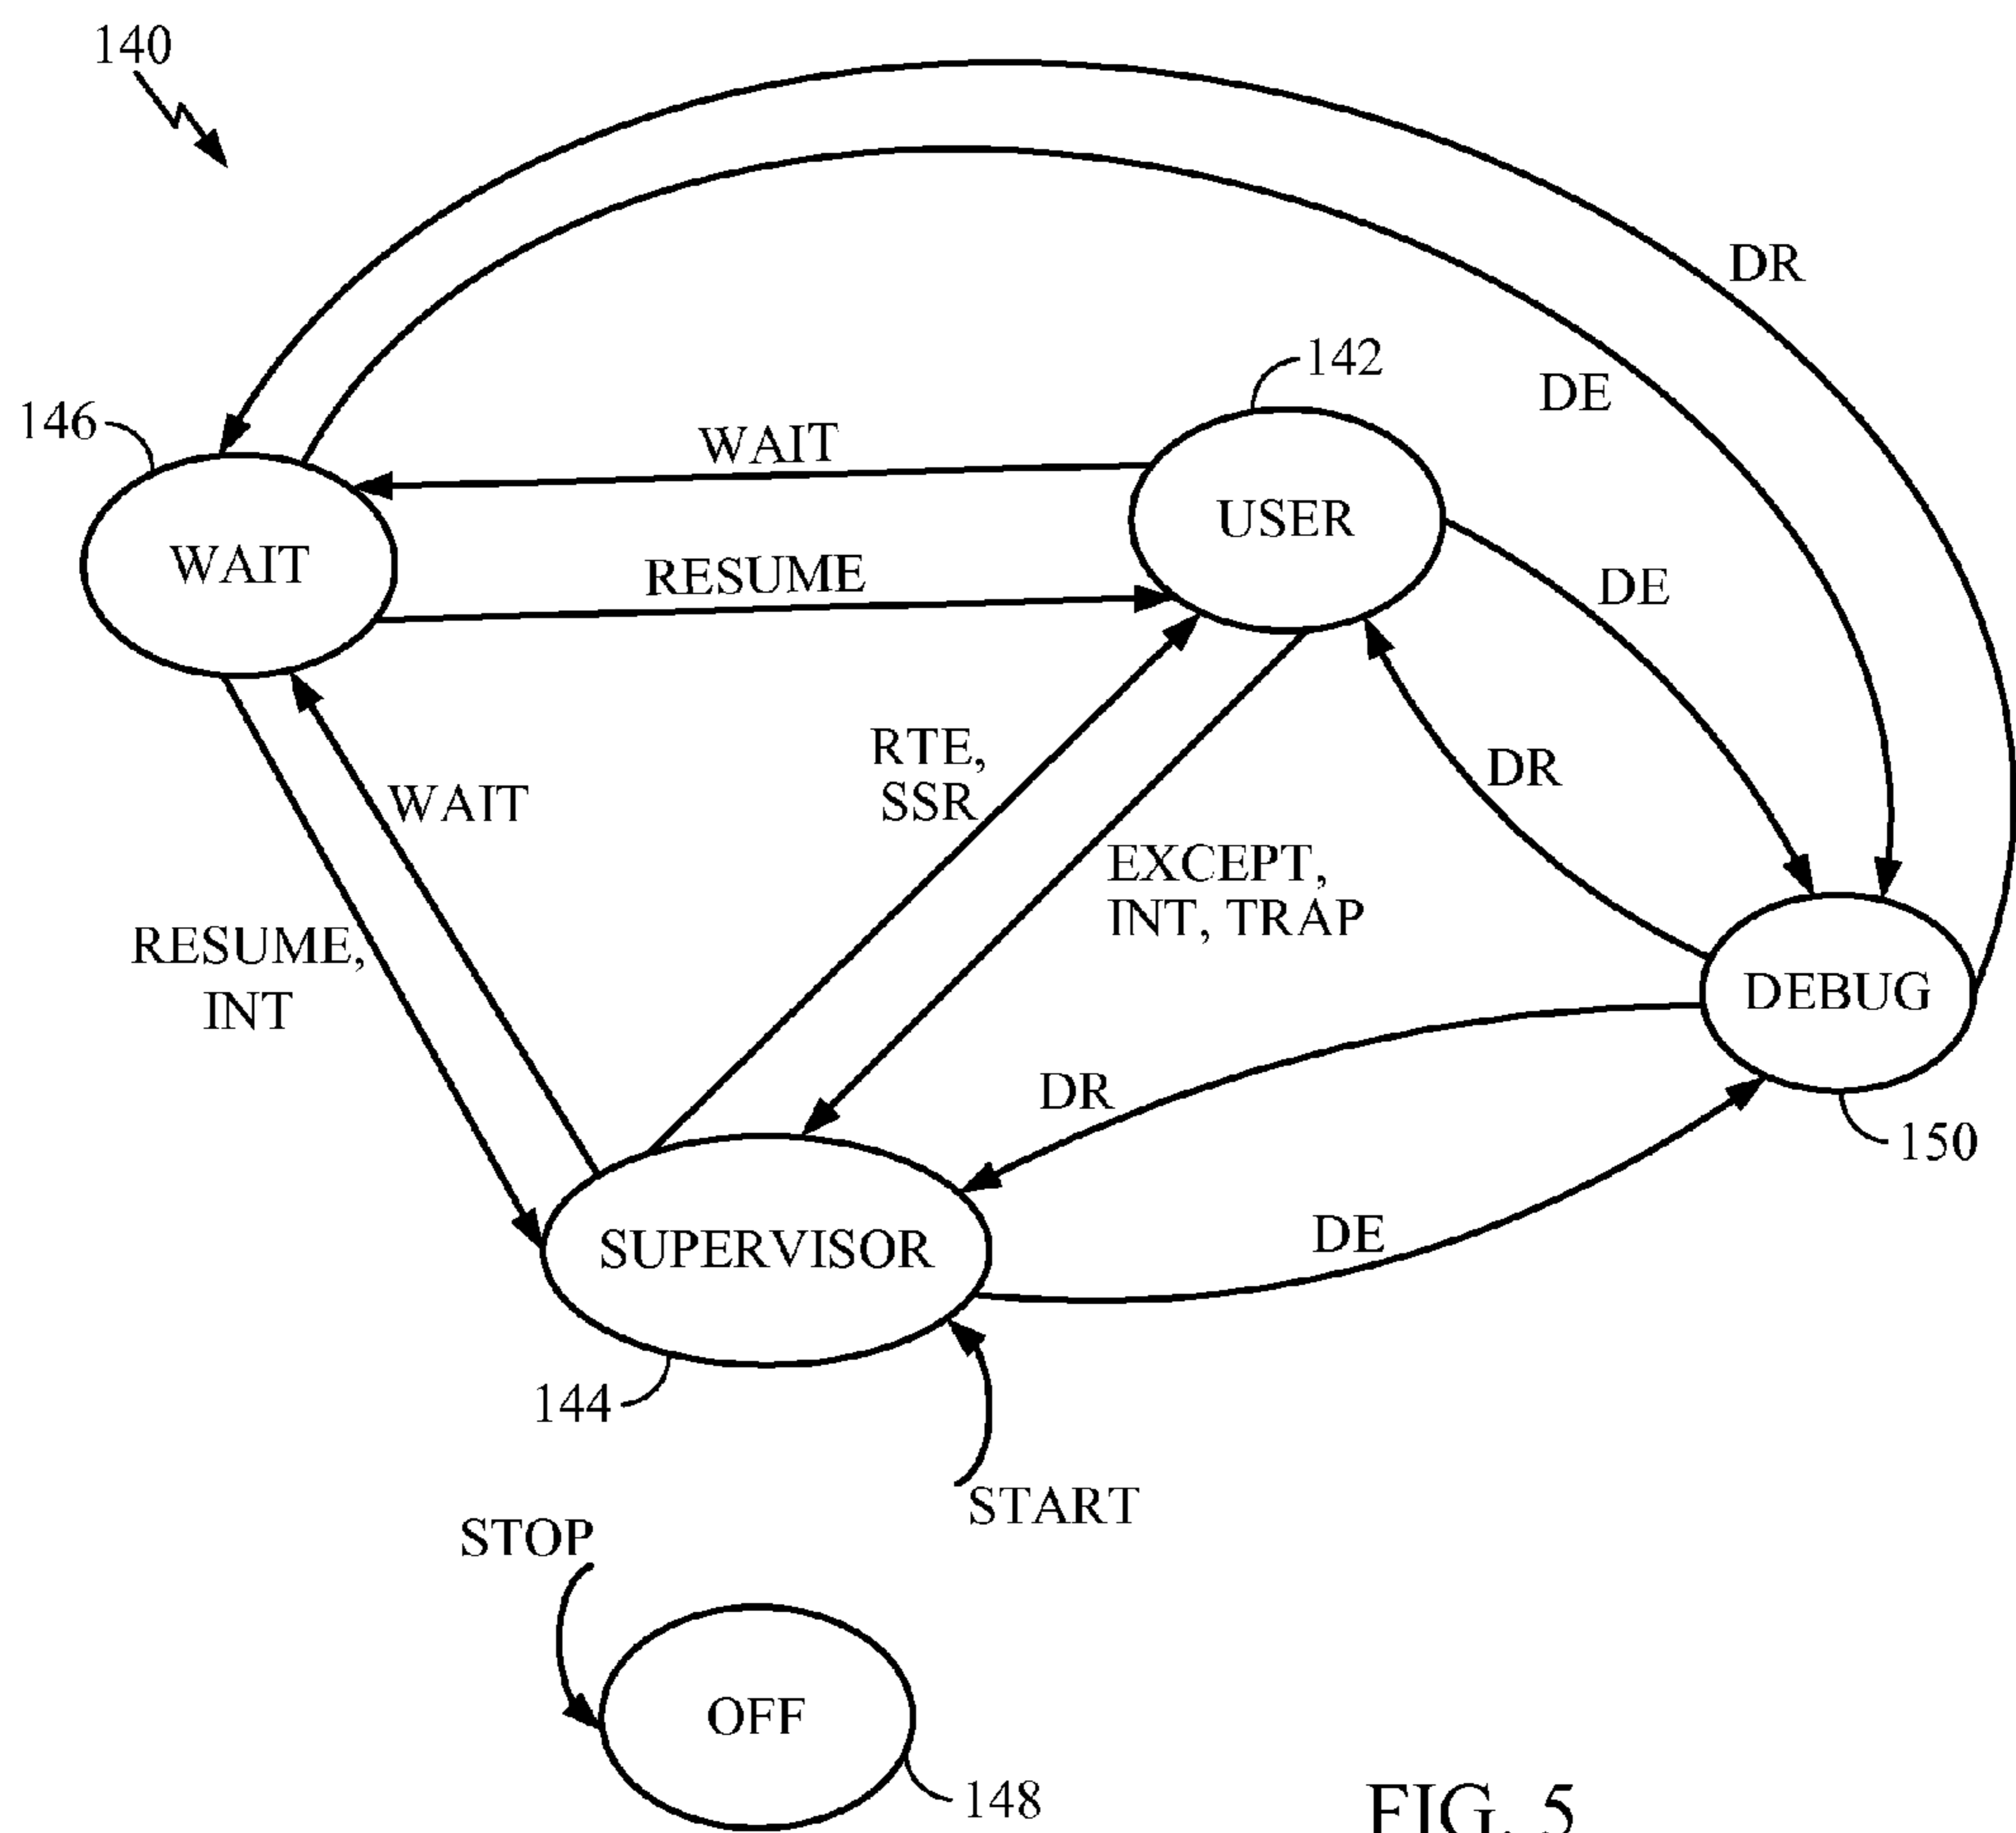 140
DR
142
DE
146
WAIT
USER
WAIT
RESUME
DE
RTE,
SSR
DR
WAIT
EXCEPT,
INT, TRAP
RESUME,
INT
DEBUG
DR
150
SUPERVISOR
DE
144
START
STOP
OFF
148
FIG. 5